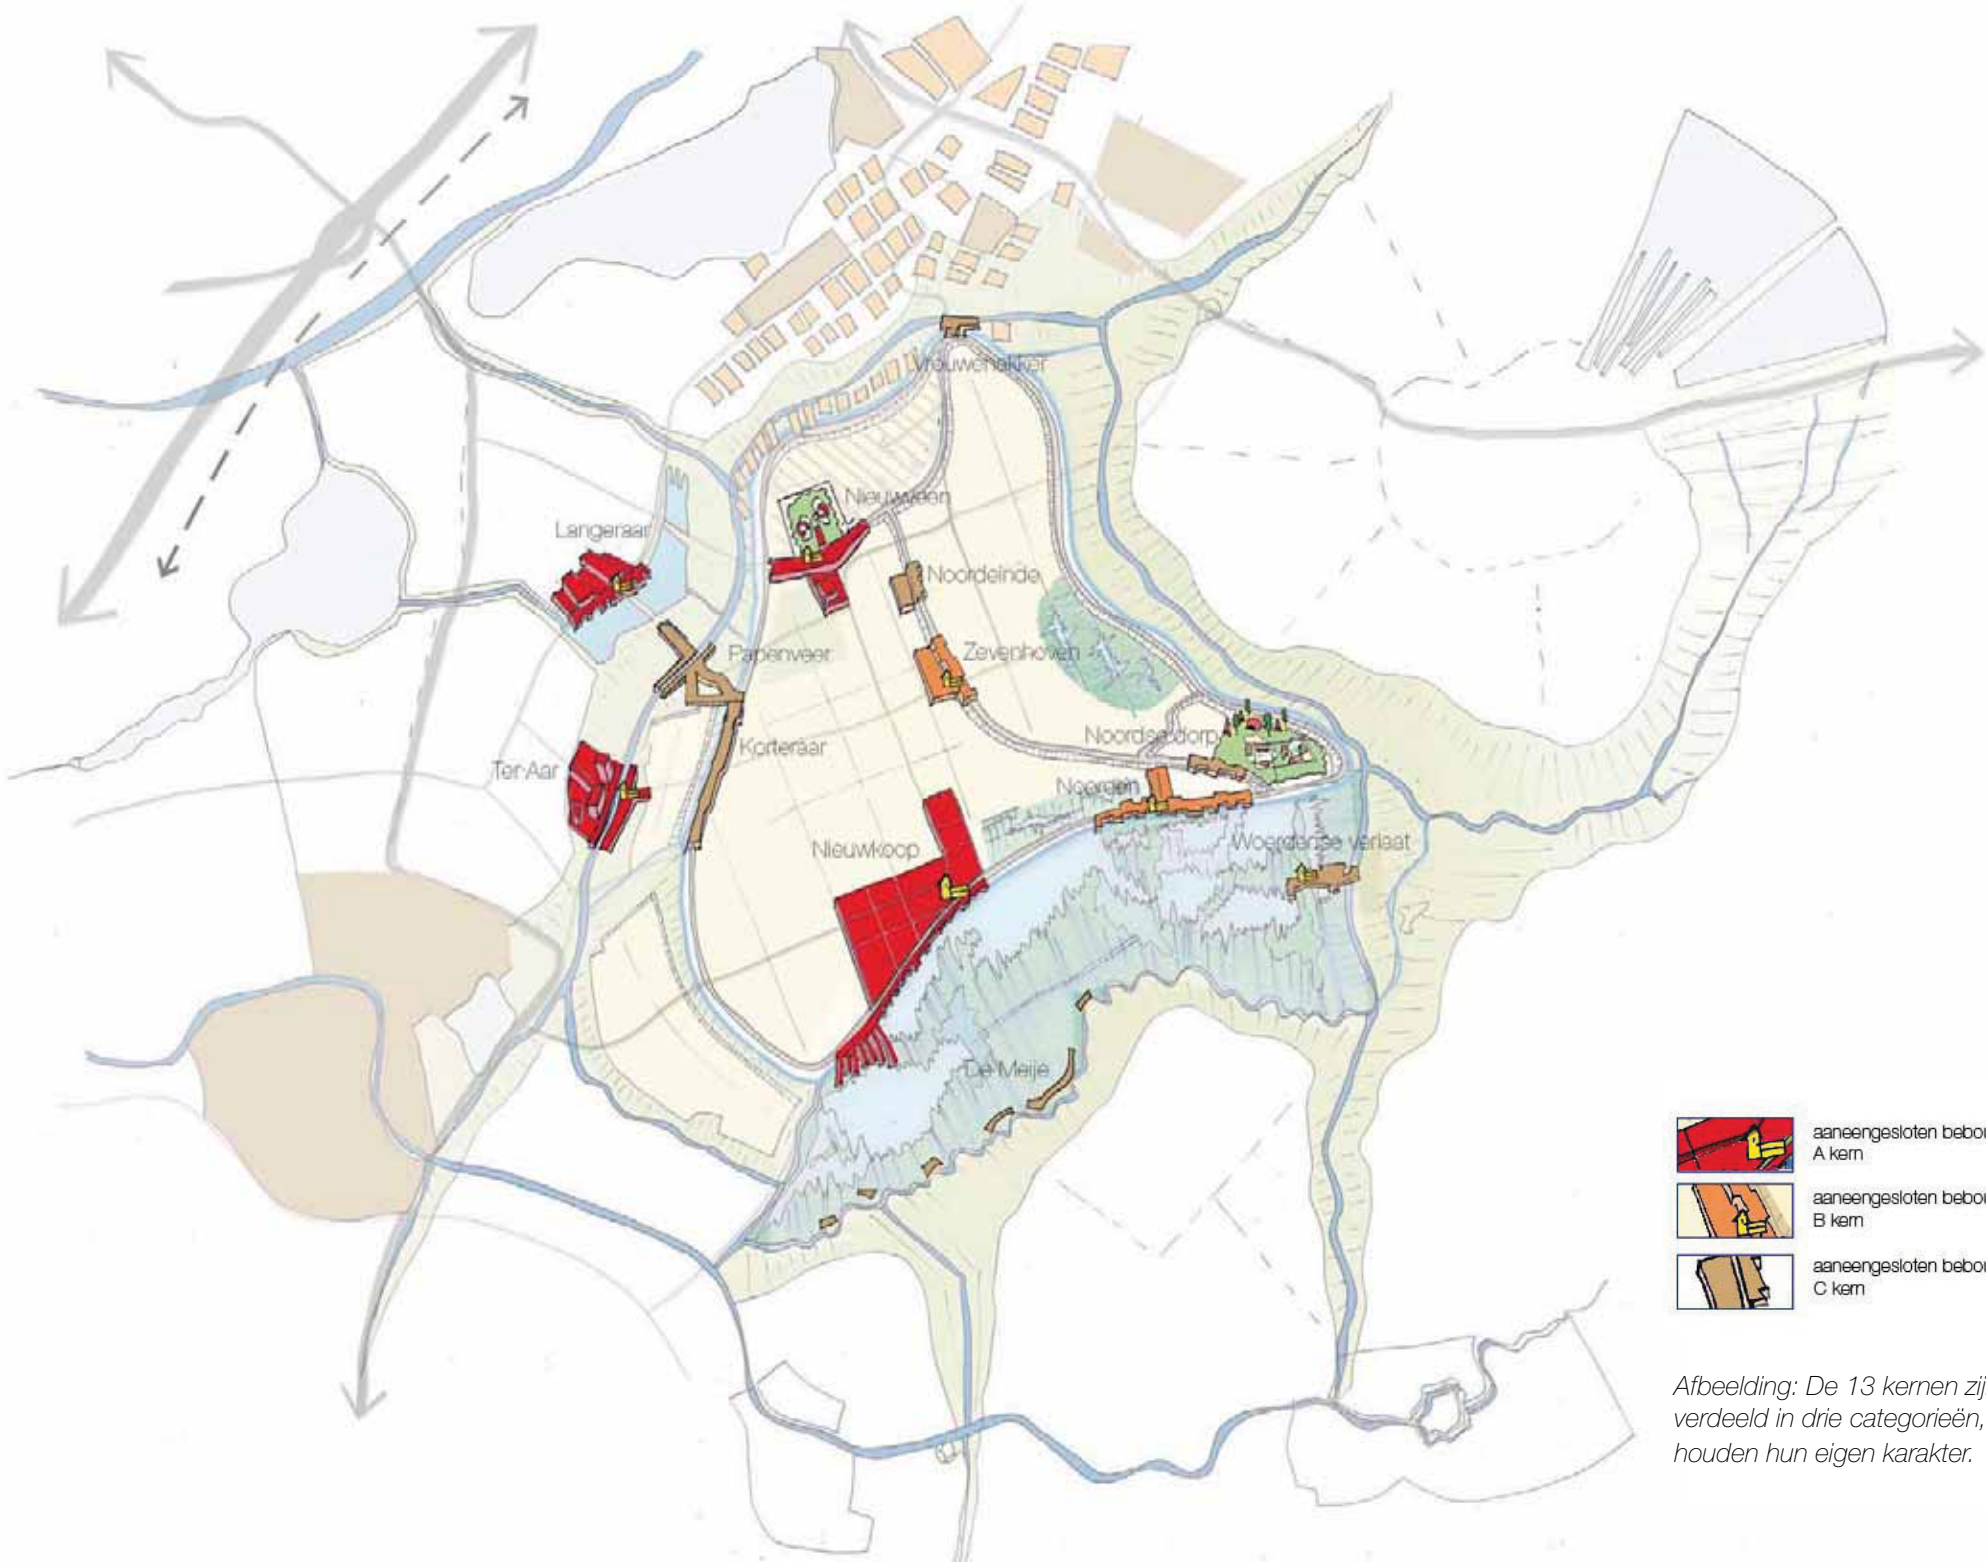 Vrouwenakker
Nieuwveen
Langeraar
Noordeinde
Papenveer
Zevenhoven
Korteraar
Noordse dorp
Ter Aar
Noorden
Nieuwkoop
Woerdense verlaat
De Meije
aaneengesloten bebou
A kern
aaneengesloten bebou
B kern
aaneengesloten bebou
C kern
Afbeelding: De 13 kernen zij
verdeeld in drie categorieën,
houden hun eigen karakter.